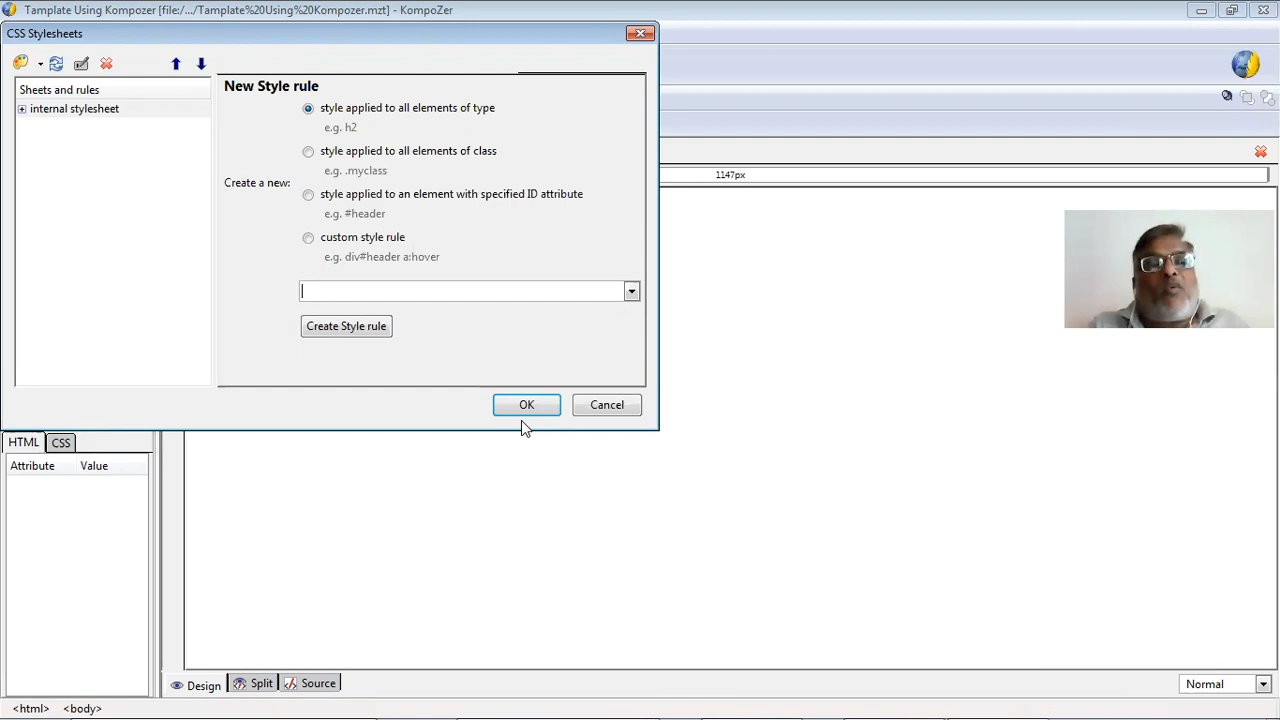 Tamplate Using Kompozer [file:/.../Tamplate%20Using%20Kompozer.mzt] - KompoZer
CSS Stylesheets
Sheets and rules
internal stylesheet
New Style rule
style applied to all elements of type
e.g. h2
style applied to all elements of class
e.g. .myclass
Create a new:
style applied to an element with specified ID attribute
e.g. #header
custom style rule
e.g. div#header a:hover
Create Style rule
OK
Cancel
1147px
HTML
CSS
Attribute
Value
Design
Split
Source
Normal
<html>
<body>